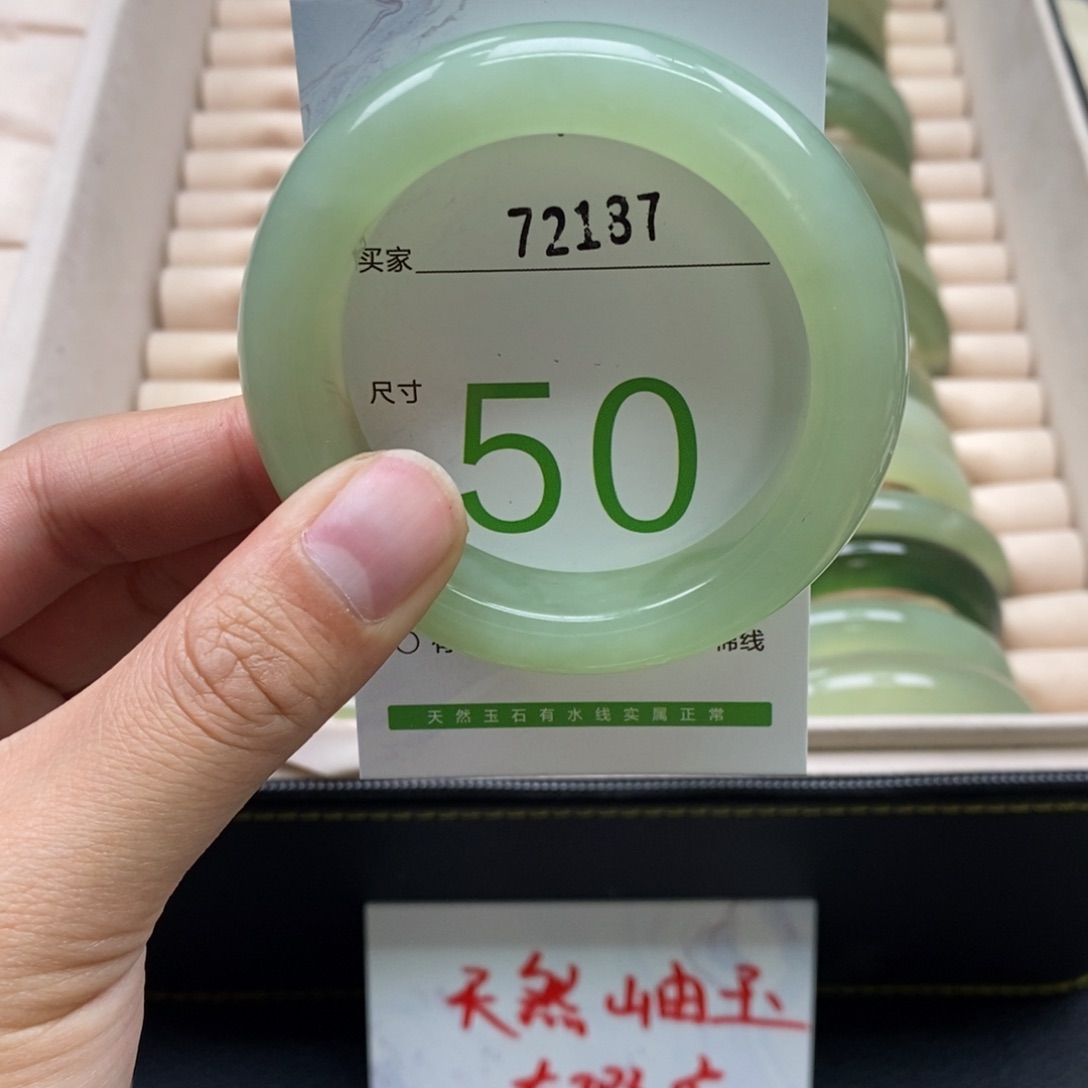 买家 72137
尺寸 50
线
天然玉石有水线实属正常
天然岫玉